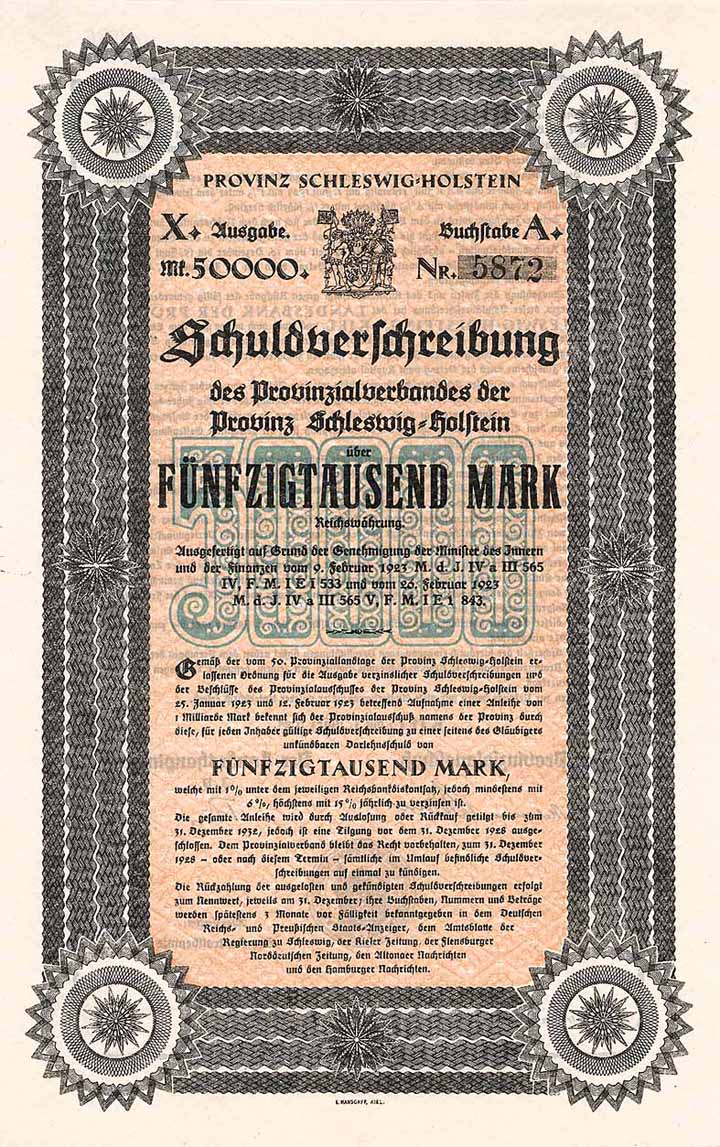 PROVINZ SCHLESWIG-HOLSTEIN
X. Ausgabe. Buchstabe A.
Mk. 50000. NR. 5872
Schuldverschreibung
des Provinzialverbandes der
Provinz Schleswig-Holstein
über
FÜNFZIGTAUSEND MARK
Reichswährung.
50000
Ausgefertigt auf Grund der Genehmigung der Minister des Innern
und der Finanzen vom 9. Februar 1923 M. d. J. IV a III 565
IV, F. M. I E I 533 und vom 26. Februar 1923
M. d. J. IV a III 565 V, F. M. I E 1 843.
Gemäß der vom 50. Provinziallandtage der Provinz Schleswig-Holstein er-
lassenen Ordnung für die Ausgabe verzinslicher Schuldverschreibungen und
der Beschlüsse des Provinzialausschusses der Provinz Schleswig-Holstein vom
25. Januar 1923 und 12. Februar 1923 betreffend Aufnahme einer Anleihe von
1 Milliarde Mark bekennt sich der Provinzialausschuß namens der Provinz durch
diese, für jeden Inhaber gültige Schuldverschreibung zu einer seitens des Gläubigers
unkündbaren Darlehnsschuld von
FÜNFZIGTAUSEND MARK,
welche mit 1% unter dem jeweiligen Reichsbankdiskontsatz, jedoch mindestens mit
6%, höchstens mit 15% jährlich zu verzinsen ist.
Die gesamte Anleihe wird durch Auslosung oder Rückkauf getilgt bis zum
31. Dezember 1932, jedoch ist eine Tilgung vor dem 31. Dezember 1928 ausge-
schlossen. Dem Provinzialverband bleibt das Recht vorbehalten, zum 31. Dezember
1928 – oder nach diesem Termin – sämtliche im Umlauf befindliche Schuldver-
schreibungen auf einmal zu kündigen.
Die Rückzahlung der ausgelosten und gekündigten Schuldverschreibungen erfolgt
zum Nennwert, jeweils am 31. Dezember; ihre Buchstaben, Nummern und Beträge
werden spätestens 3 Monate vor Fälligkeit bekanntgegeben in dem Deutschen
Reichs- und Preußischen Staats-Anzeiger, dem Amtsblatte der
Regierung zu Schleswig, der Kieler Zeitung, der Flensburger
Norddeutschen Zeitung, den Altonaer Nachrichten
und den Hamburger Nachrichten.
KIEL.